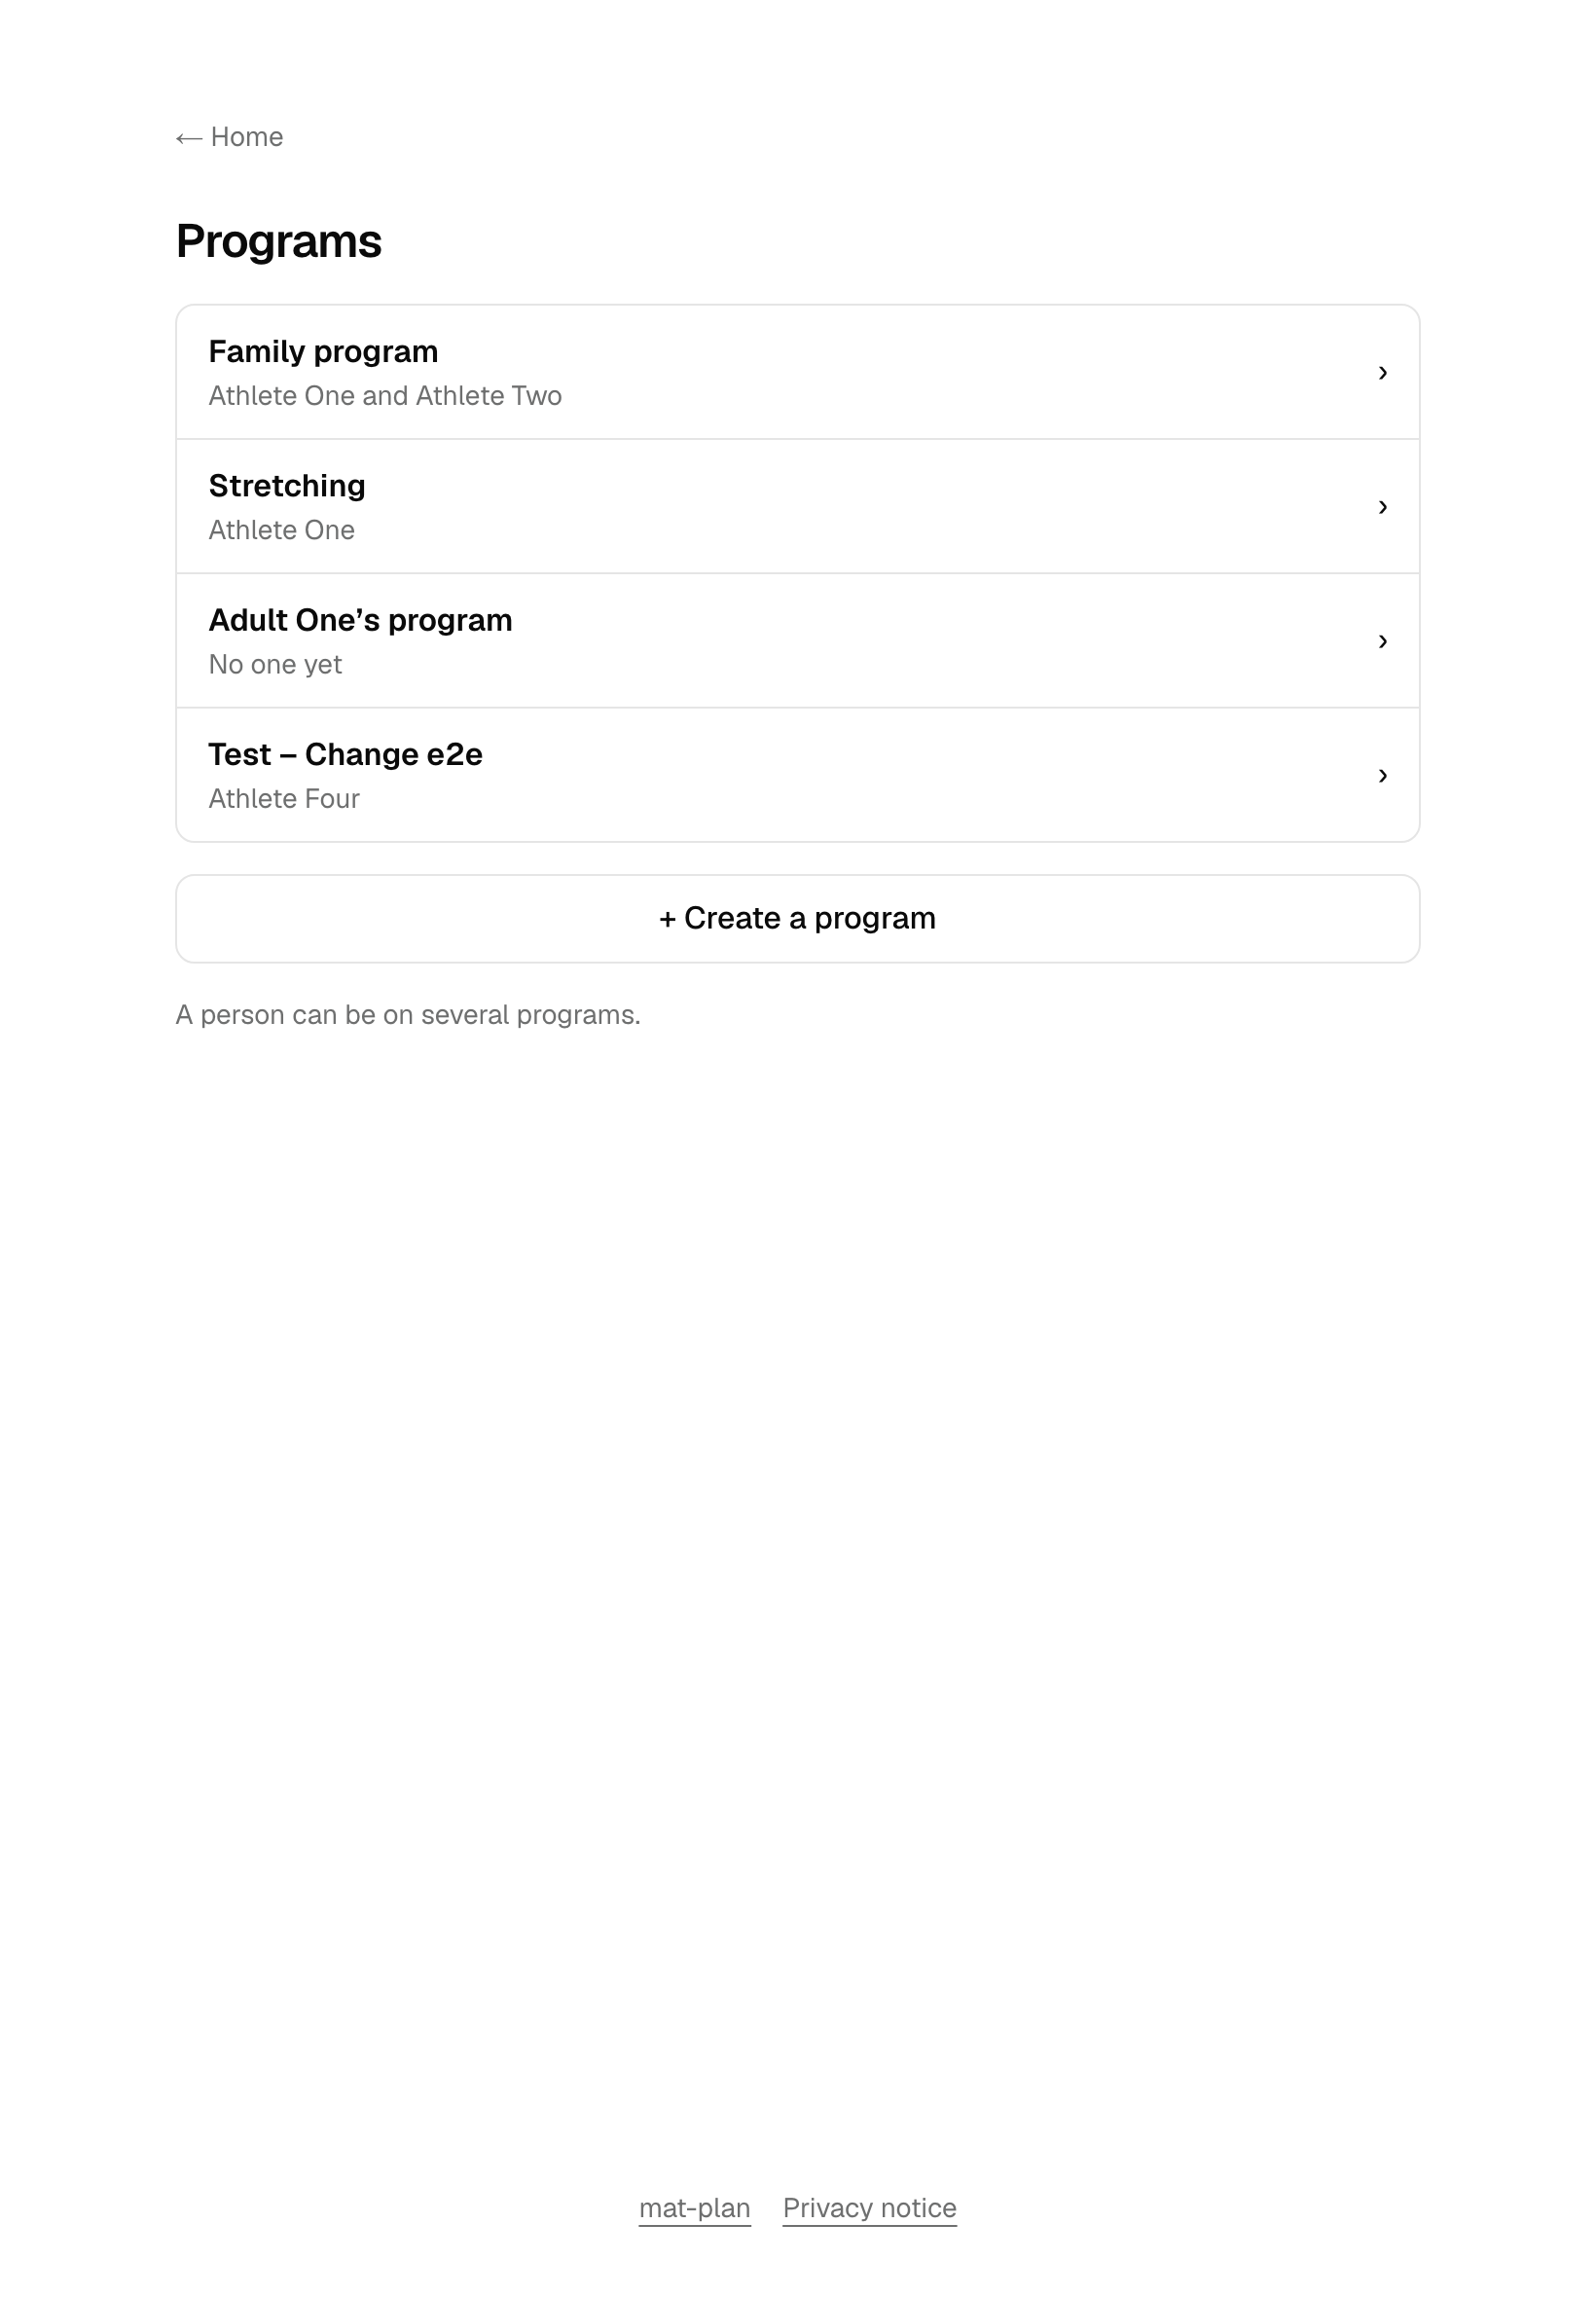 ← Home
Programs
Family program
Athlete One and Athlete Two
›
Stretching
Athlete One
›
Adult One’s program
No one yet
›
Test – Change e2e
Athlete Four
›
+ Create a program
A person can be on several programs.
mat-plan Privacy notice